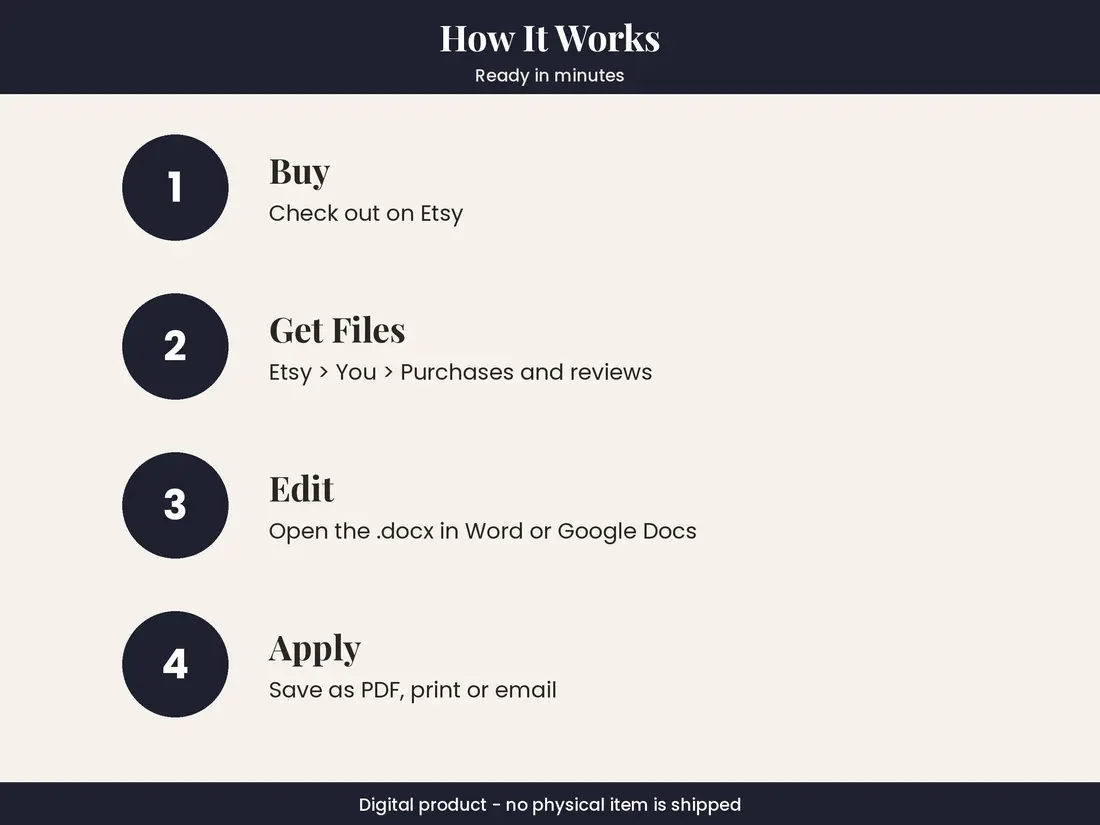 How It Works
Ready in minutes
1
Buy
Check out on Etsy
2
Get Files
Etsy > You > Purchases and reviews
3
Edit
Open the .docx in Word or Google Docs
4
Apply
Save as PDF, print or email
Digital product - no physical item is shipped